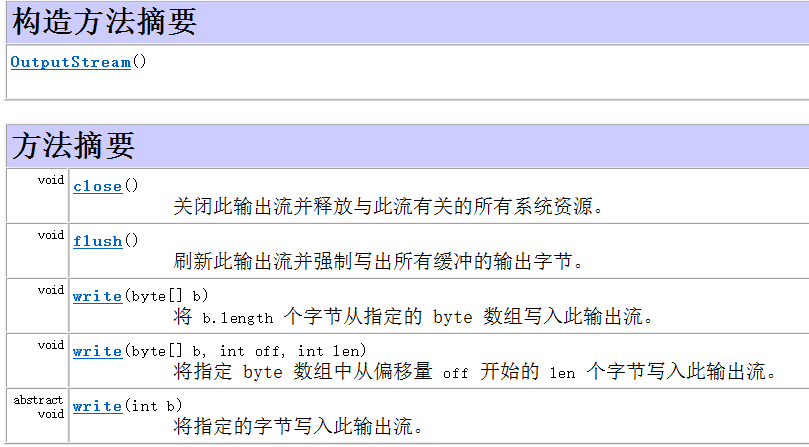 构造方法摘要
OutputStream()
方法摘要
void close()
关闭此输出流并释放与此流有关的所有系统资源。
void flush()
刷新此输出流并强制写出所有缓冲的输出字节。
void write(byte[] b)
将 b.length 个字节从指定的 byte 数组写入此输出流。
void write(byte[] b, int off, int len)
将指定 byte 数组中从偏移量 off 开始的 len 个字节写入此输出流。
abstract
void write(int b)
将指定的字节写入此输出流。